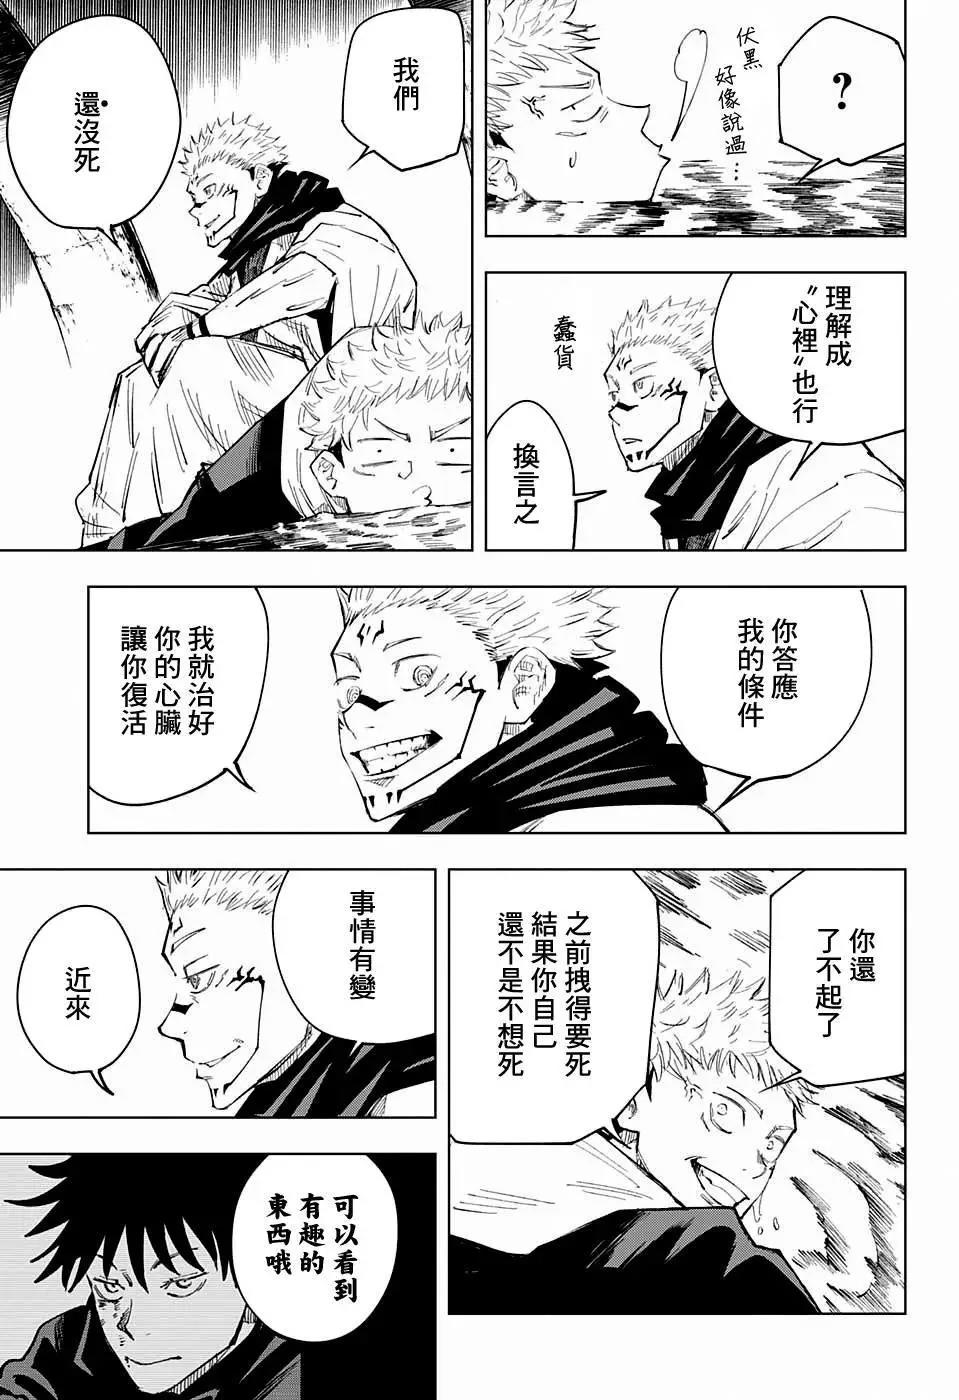 ？
伏黑
好像說過…
我們
還沒死
理解成
〝心裡〞也行
蠢貨
換言之
你答應
我的條件
我就治好
你的心臟
讓你復活
你還
了不起了
之前拽得要死
結果你自己
還不是不想死
事情有變
近來
可以看到
有趣的
東西哦